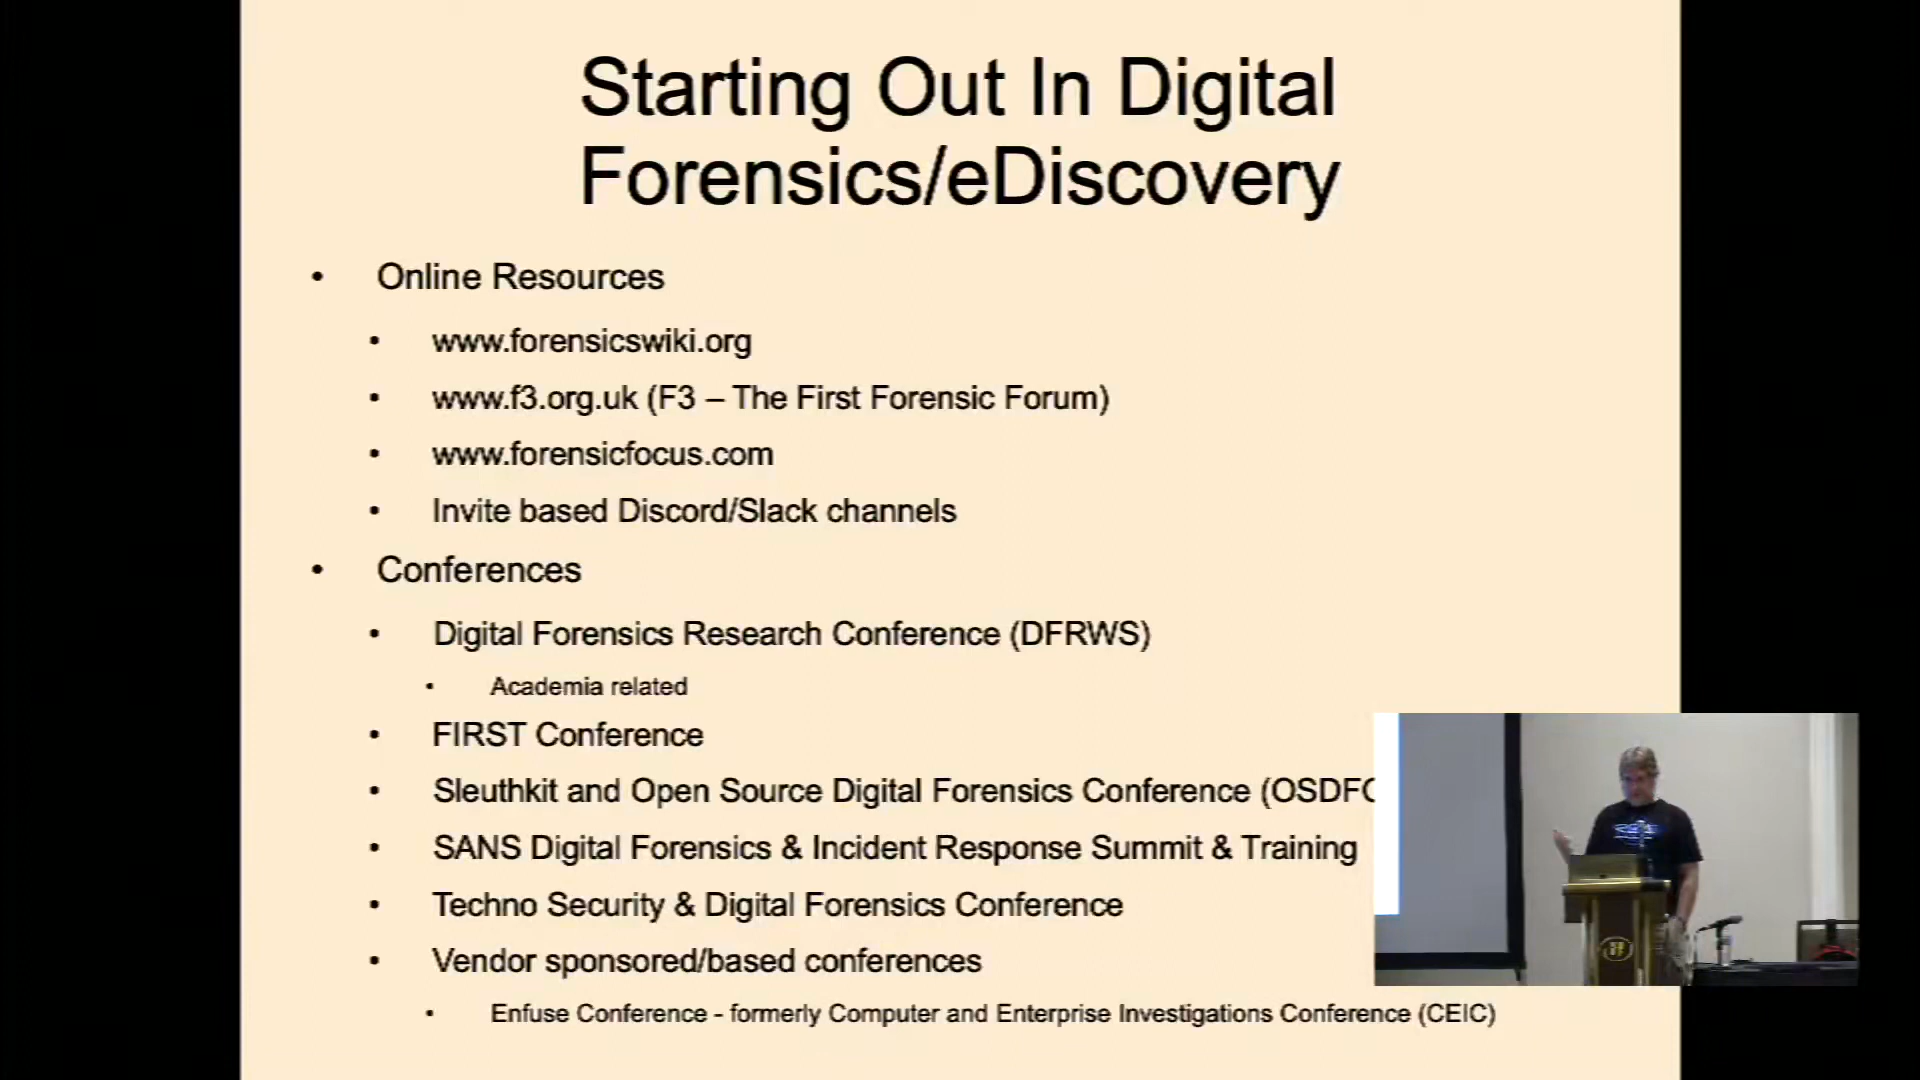 Starting Out In Digital
Forensics/eDiscovery
• Online Resources
• www.forensicswiki.org
• www.f3.org.uk (F3 – The First Forensic Forum)
• www.forensicfocus.com
• Invite based Discord/Slack channels
• Conferences
• Digital Forensics Research Conference (DFRWS)
• Academia related
• FIRST Conference
• Sleuthkit and Open Source Digital Forensics Conference
• SANS Digital Forensics & Incident Response Summit & Training
• Techno Security & Digital Forensics Conference
• Vendor sponsored/based conferences
• Enfuse Conference - formerly Computer and Enterprise Investigations Conference (CEIC)